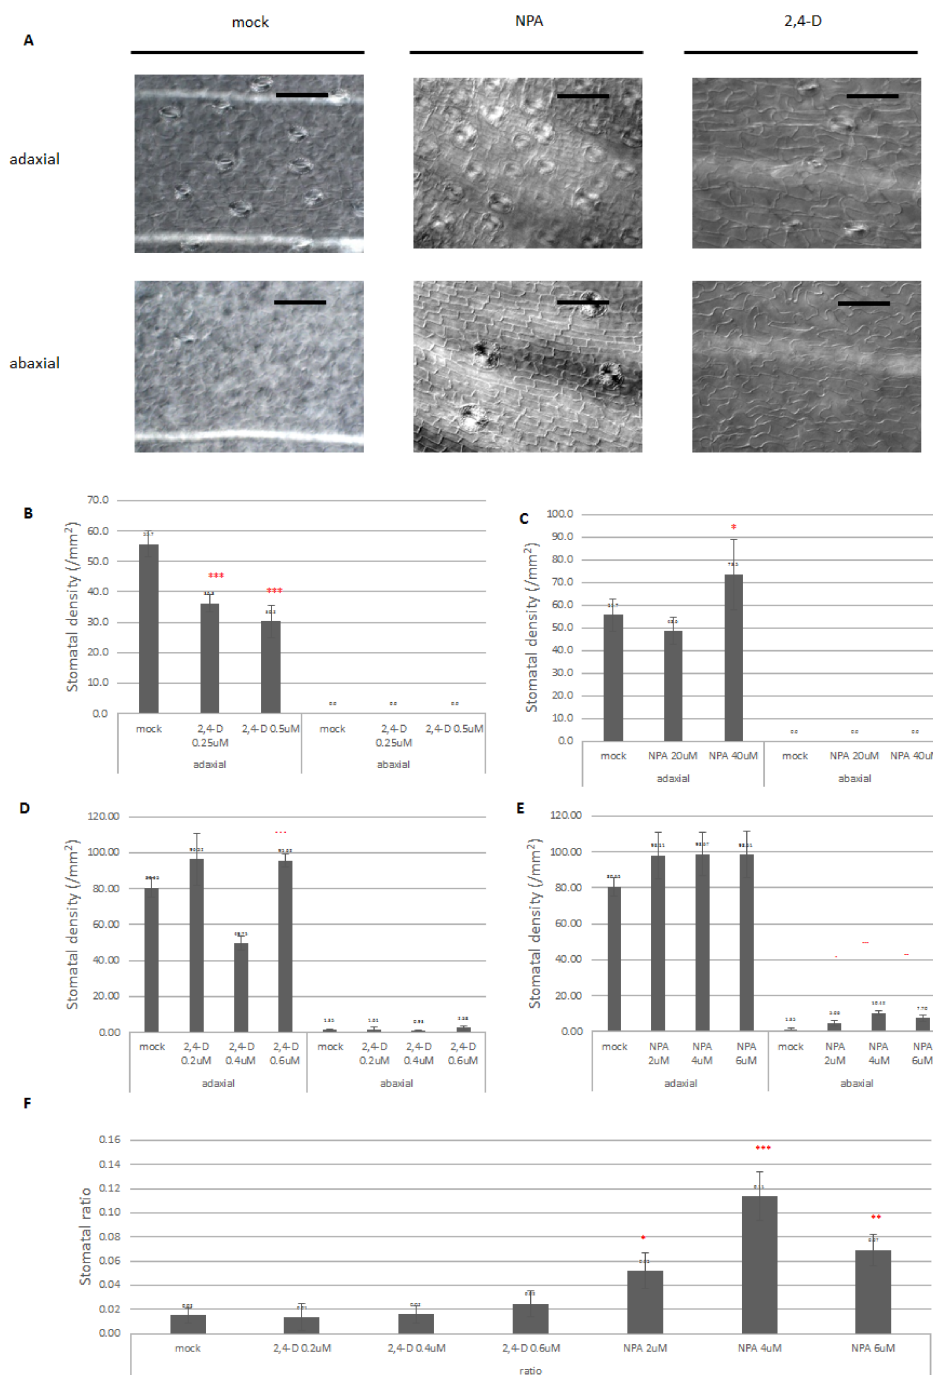 mock NPA 2,4-D
A
adaxial
abaxial
B
Stomatal density (/mm²)
70.0
60.0
50.0
40.0
30.0
20.0
10.0
0.0
***
***
mock 2,4-D 0.25uM 2,4-D 0.5uM mock 2,4-D 0.25uM 2,4-D 0.5uM
adaxial abaxial
C
Stomatal density (/mm²)
100.0
90.0
80.0
70.0
60.0
50.0
40.0
30.0
20.0
10.0
0.0
*
mock NPA 20uM NPA 40uM mock NPA 20uM NPA 40uM
adaxial abaxial
D
Stomatal density (/mm²)
120.00
100.00
80.00
60.00
40.00
20.00
0.00
mock 2,4-D 0.2uM 2,4-D 0.4uM 2,4-D 0.6uM mock 2,4-D 0.2uM 2,4-D 0.4uM 2,4-D 0.6uM
adaxial abaxial
E
Stomatal density (/mm²)
120.00
100.00
80.00
60.00
40.00
20.00
0.00
mock NPA 2uM NPA 4uM NPA 6uM mock NPA 2uM NPA 4uM NPA 6uM
adaxial abaxial
F
Stomatal ratio
0.16
0.14
0.12
0.10
0.08
0.06
0.04
0.02
0.00
*
***
**
mock 2,4-D 0.2uM 2,4-D 0.4uM 2,4-D 0.6uM NPA 2uM NPA 4uM NPA 6uM
ratio